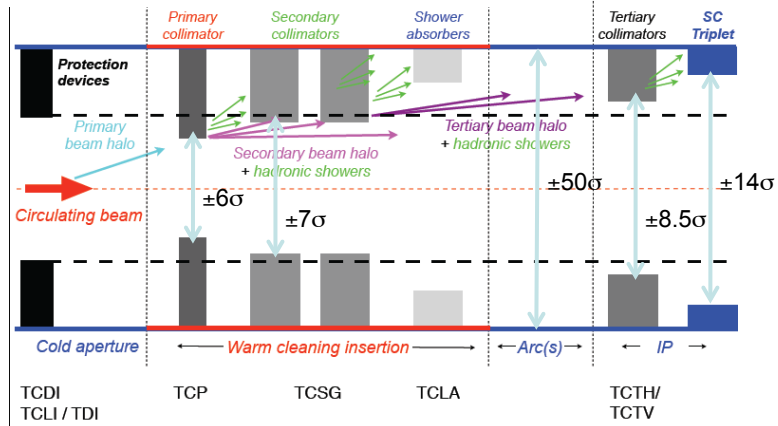 Primary
collimator
Secondary
collimators
Shower
absorbers
Tertiary
collimators
SC
Triplet
Protection
devices
Primary
beam halo
Secondary beam halo
+ hadronic showers
Tertiary beam halo
+ hadronic showers
Circulating beam
±6σ
±7σ
±50σ
±8.5σ
±14σ
Cold aperture
Warm cleaning insertion
Arc(s)
IP
TCDI
TCLI / TDI
TCP
TCSG
TCLA
TCTH/
TCTV